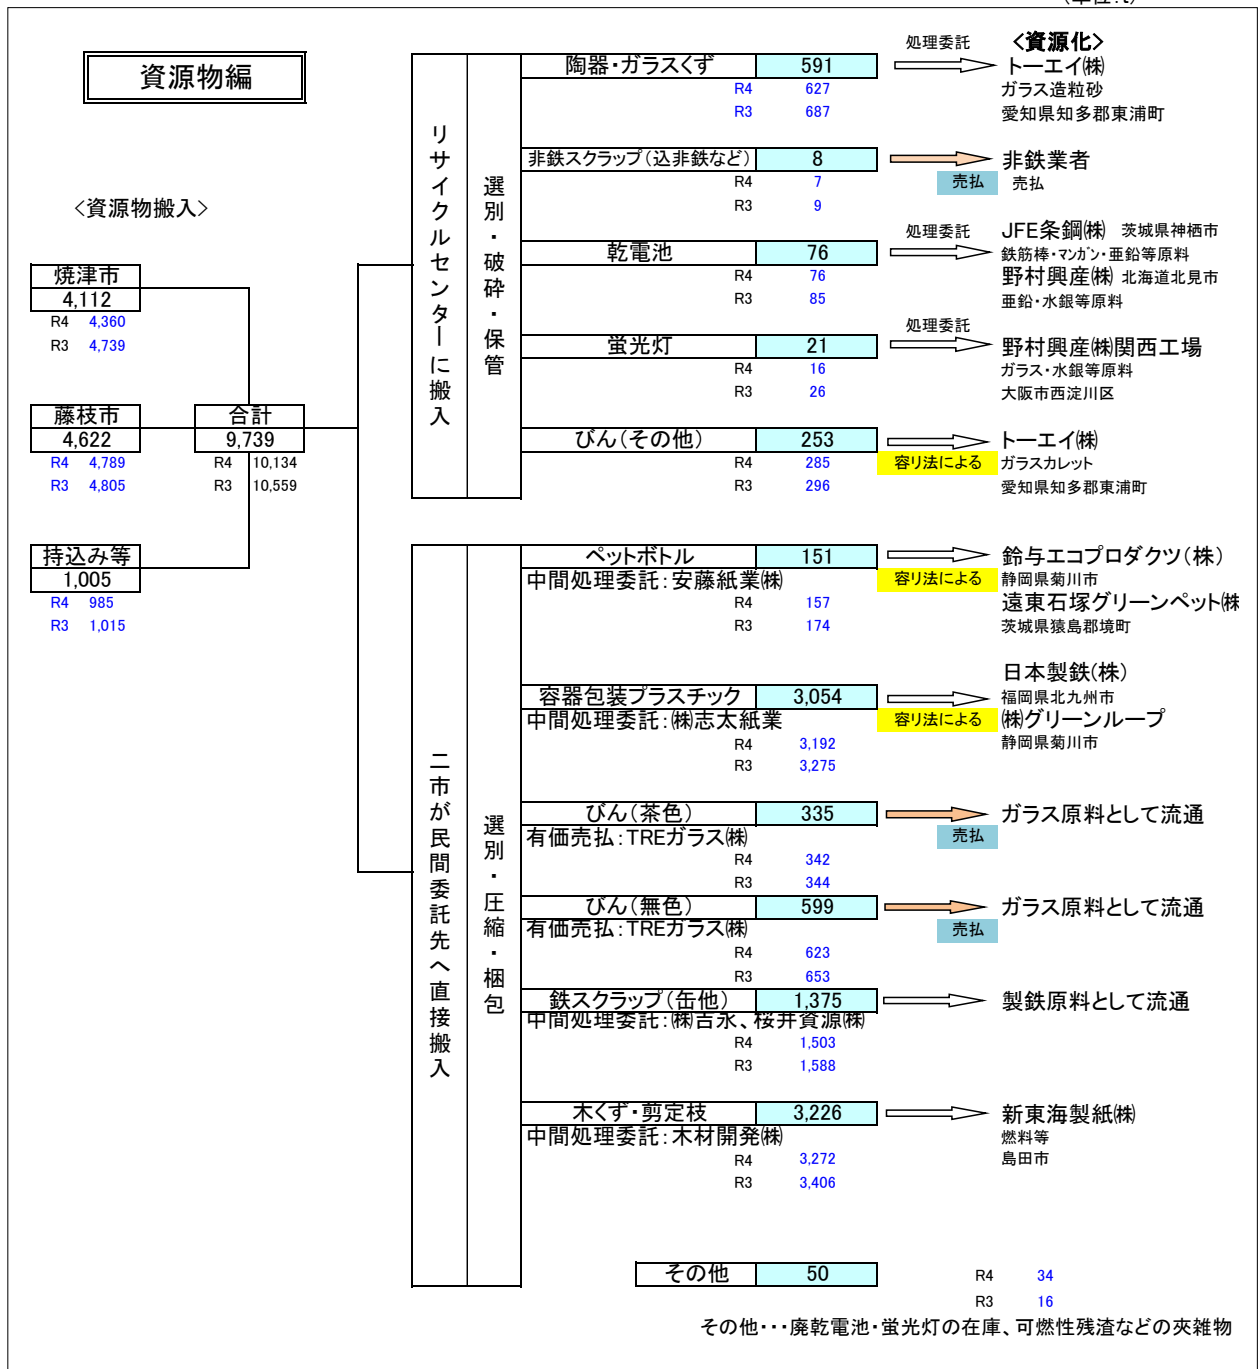 資源物編
<資源物搬入>
焼津市
4,112
R4 4,360
R3 4,739
藤枝市
4,622
R4 4,789
R3 4,805
合計
9,739
R4 10,134
R3 10,559
持込み等
1,005
R4 985
R3 1,015
リサイクルセンターに搬入
選別・破砕・保管
陶器・ガラスくず 591
R4 627
R3 687
処理委託
<資源化>
トーエイ㈱
ガラス造粒砂
愛知県知多郡東浦町
非鉄スクラップ(込非鉄など) 8
R4 7
R3 9
売払
非鉄業者
売払
乾電池 76
R4 76
R3 85
処理委託
JFE条鋼㈱ 茨城県神栖市
鉄筋棒・マンガン・亜鉛等原料
野村興産㈱ 北海道北見市
亜鉛・水銀等原料
蛍光灯 21
R4 16
R3 26
処理委託
野村興産㈱関西工場
ガラス・水銀等原料
大阪市西淀川区
びん(その他) 253
R4 285
R3 296
容リ法による
トーエイ㈱
ガラスカレット
愛知県知多郡東浦町
二市が民間委託先へ直接搬入
選別・圧縮・梱包
ペットボトル 151
中間処理委託:安藤紙業㈱
R4 157
R3 174
容リ法による
鈴与エコプロダクツ(株)
静岡県菊川市
遠東石塚グリーンペット㈱
茨城県猿島郡境町
容器包装プラスチック 3,054
中間処理委託:㈱志太紙業
R4 3,192
R3 3,275
容リ法による
日本製鉄(株)
福岡県北九州市
㈱グリーンループ
静岡県菊川市
びん(茶色) 335
有価売払:TREガラス㈱
R4 342
R3 344
売払
ガラス原料として流通
びん(無色) 599
有価売払:TREガラス㈱
R4 623
R3 653
売払
ガラス原料として流通
鉄スクラップ(缶他) 1,375
中間処理委託:㈱吉永、桜井資源㈱
R4 1,503
R3 1,588
製鉄原料として流通
木くず・剪定枝 3,226
中間処理委託:木材開発㈱
R4 3,272
R3 3,406
新東海製紙㈱
燃料等
島田市
その他 50
R4 34
R3 16
その他・・・廃乾電池・蛍光灯の在庫、可燃性残渣などの夾雑物